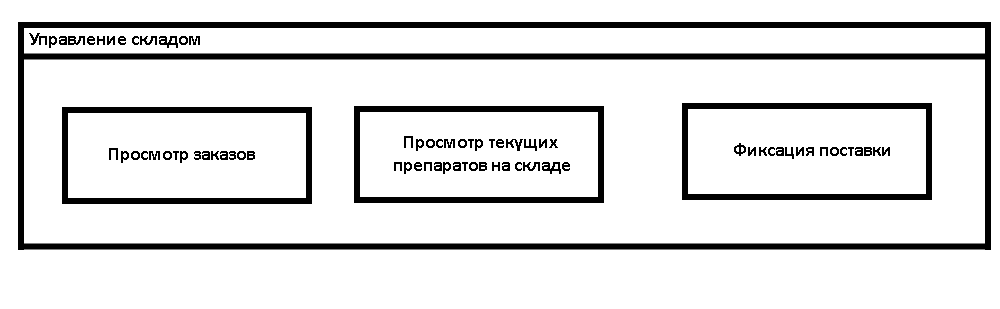 Управление складом
Просмотр заказов
Просмотр текущих
препаратов на складе
Фиксация поставки